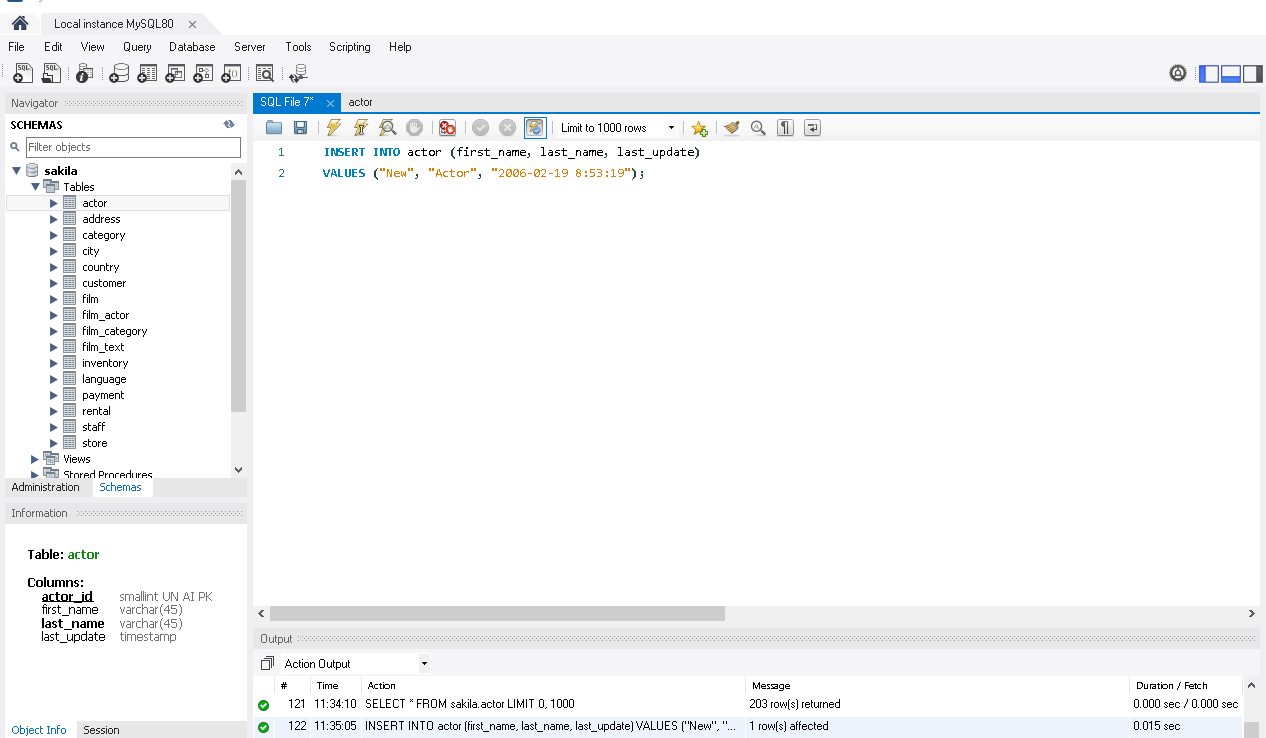 Local instance MySQL80
File Edit View Query Database Server Tools Scripting Help
Navigator
SCHEMAS
Filter objects
sakila
Tables
actor
address
category
city
country
customer
film
film_actor
film_category
film_text
inventory
language
payment
rental
staff
store
Views
Stored Procedures
Administration Schemas
Information
Table: actor
Columns:
actor_id smallint UN AI PK
first_name varchar(45)
last_name varchar(45)
last_update timestamp
Object Info Session
SQL File 7* actor
Limit to 1000 rows
1 INSERT INTO actor (first_name, last_name, last_update)
2 VALUES ("New", "Actor", "2006-02-19 8:53:19");
Output
Action Output
# Time Action Message Duration / Fetch
121 11:34:10 SELECT * FROM sakila.actor LIMIT 0, 1000 203 row(s) returned 0.000 sec / 0.000 sec
122 11:35:05 INSERT INTO actor (first_name, last_name, last_update) VALUES ("New", "... 1 row(s) affected 0.015 sec